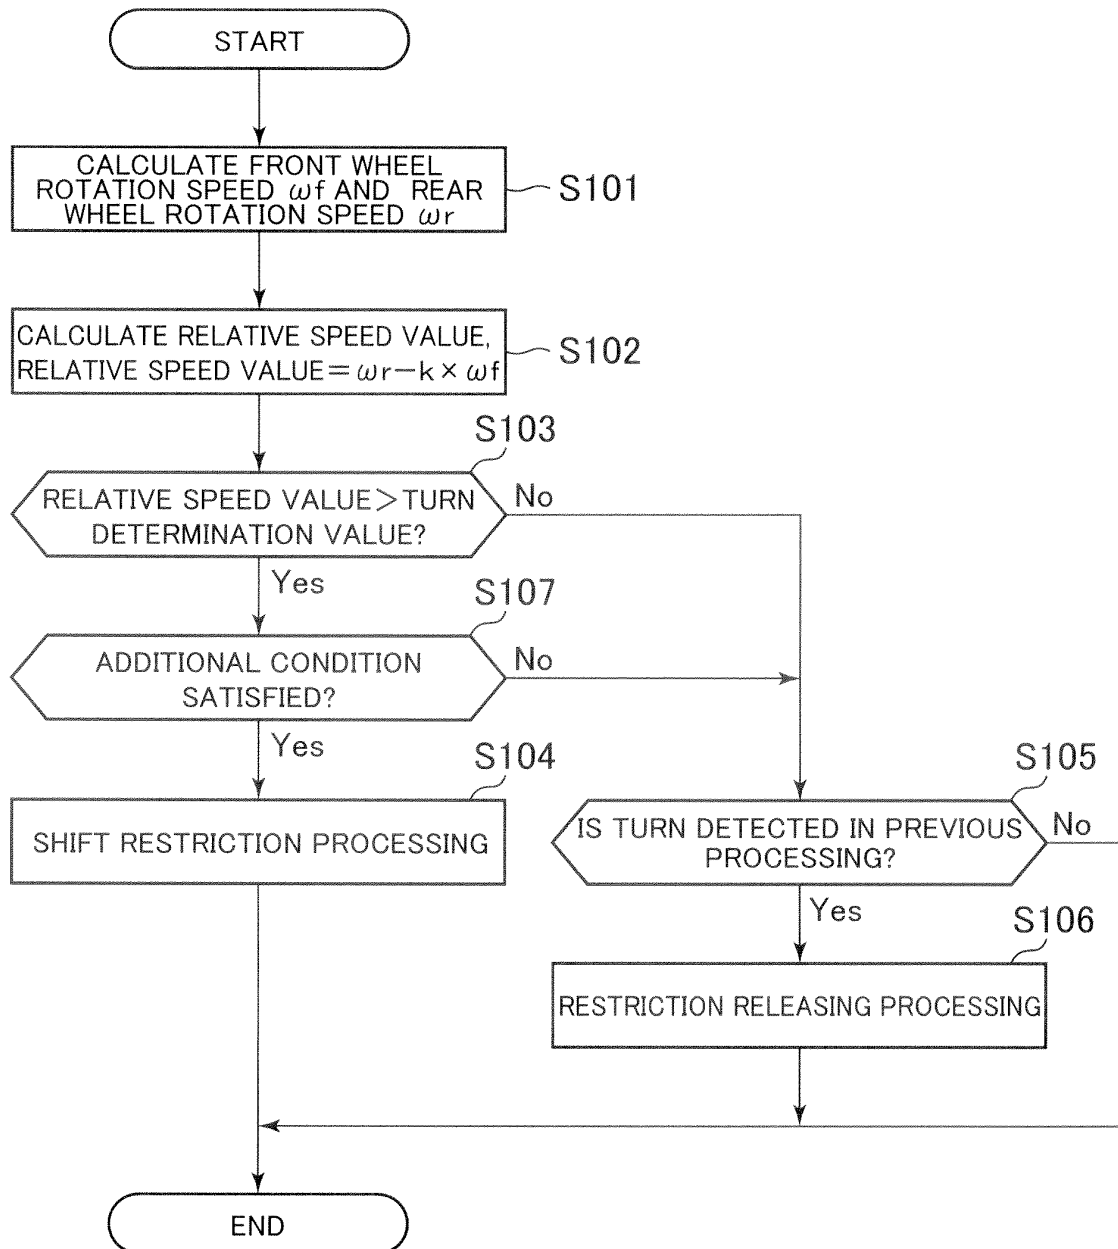 START
CALCULATE FRONT WHEEL
ROTATION SPEED ωf AND REAR
WHEEL ROTATION SPEED ωr
S101
CALCULATE RELATIVE SPEED VALUE,
RELATIVE SPEED VALUE=ωr−k×ωf
S102
S103
RELATIVE SPEED VALUE>TURN
DETERMINATION VALUE?
No
Yes
S107
ADDITIONAL CONDITION
SATISFIED?
No
Yes
S104
SHIFT RESTRICTION PROCESSING
S105
IS TURN DETECTED IN PREVIOUS
PROCESSING?
No
Yes
S106
RESTRICTION RELEASING PROCESSING
END